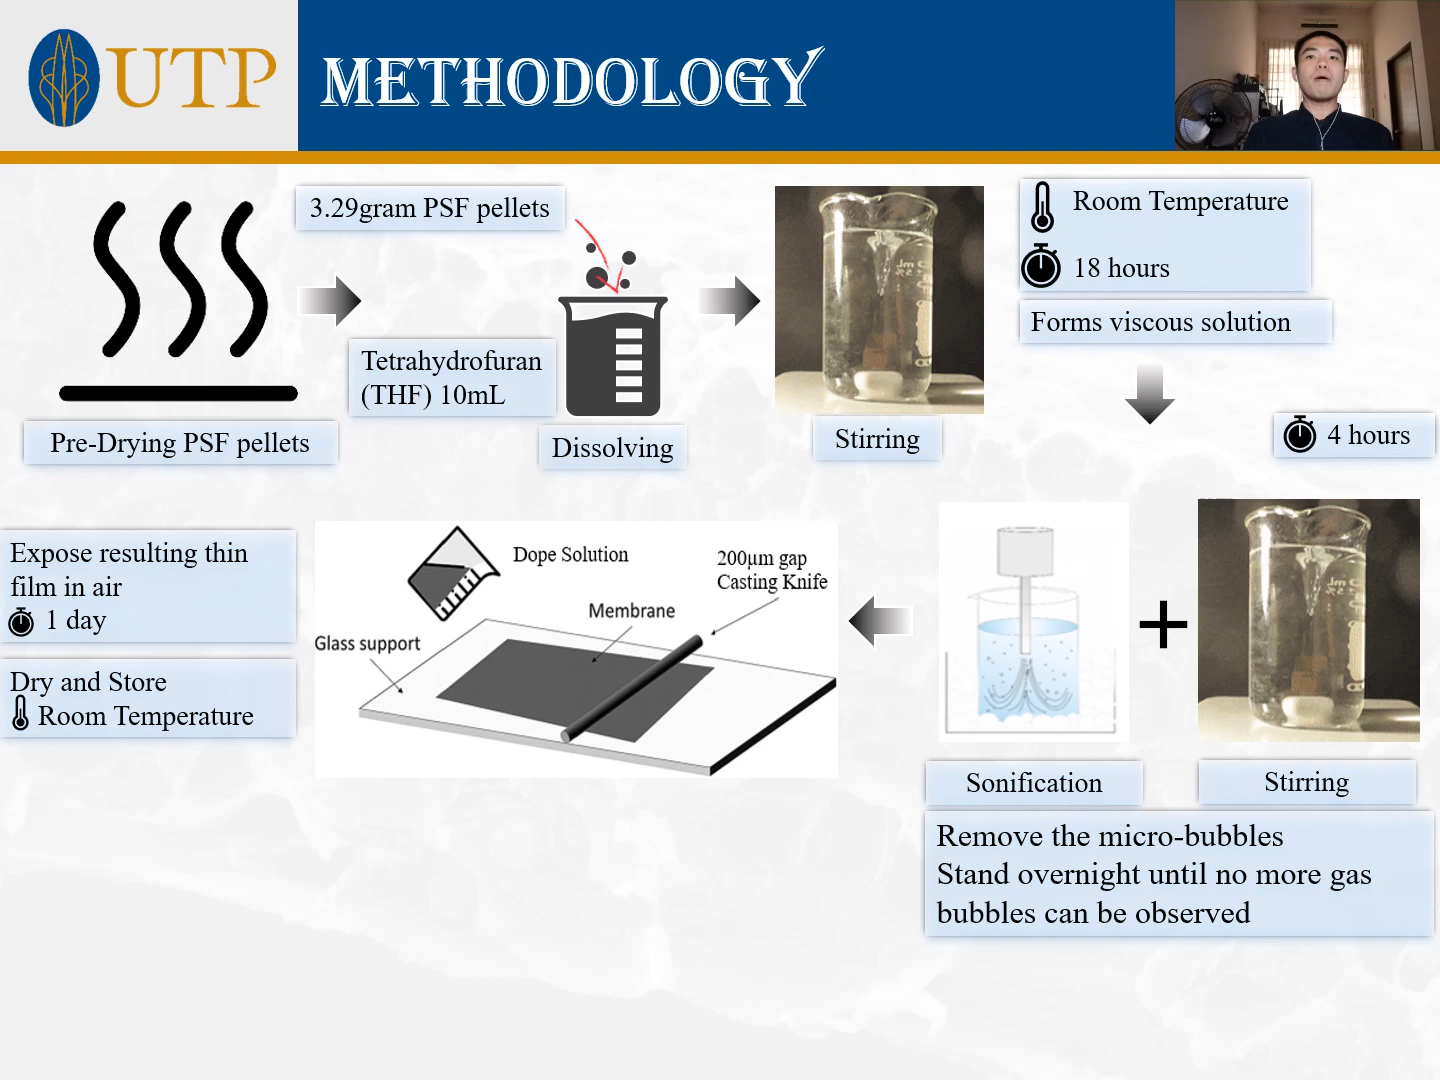 UTP
METHODOLOGY
3.29gram PSF pellets
Room Temperature
18 hours
Forms viscous solution
Tetrahydrofuran
(THF) 10mL
Pre-Drying PSF pellets
Dissolving
Stirring
4 hours
Expose resulting thin
film in air
1 day
Dry and Store
Room Temperature
Dope Solution
200µm gap
Casting Knife
Membrane
Glass support
Sonification
Stirring
Remove the micro-bubbles
Stand overnight until no more gas
bubbles can be observed